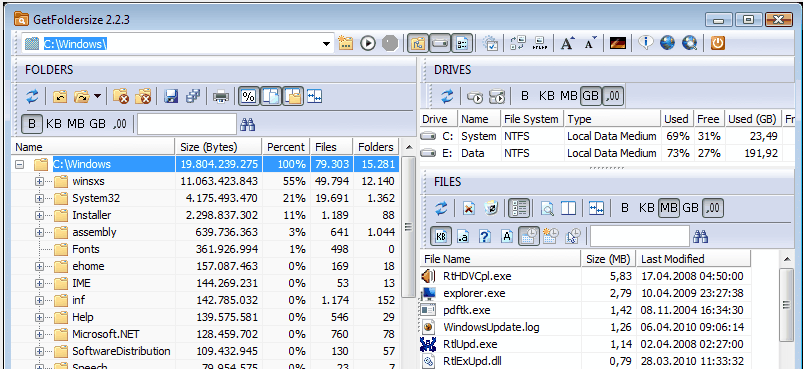 GetFoldersize 2.2.3
C:\Windows\
FOLDERS
% 
B KB MB GB ,00
Name Size (Bytes) Percent Files Folders
C:\Windows 19.804.239.275 100% 79.303 15.281
winsxs 11.063.423.843 55% 49.794 12.140
System32 4.175.493.470 21% 19.691 1.362
Installer 2.298.837.302 11% 1.189 88
assembly 639.736.363 3% 641 1.044
Fonts 361.926.994 1% 498 0
ehome 157.087.463 0% 169 18
IME 144.269.231 0% 53 13
inf 142.785.032 0% 1.174 152
Help 139.575.581 0% 546 29
Microsoft.NET 128.459.702 0% 760 78
SoftwareDistribution 109.432.945 0% 130 57
Speech 79.954.575 0% 23 7
DRIVES
B KB MB GB ,00
Drive Name File System Type Used Free Used (GB) Fr
C: System NTFS Local Data Medium 69% 31% 23,49
E: Data NTFS Local Data Medium 73% 27% 191,92
FILES
B KB MB GB ,00
KB .a ? A
File Name Size (MB) Last Modified
RtHDVCpl.exe 5,83 17.04.2008 04:50:00
explorer.exe 2,79 10.04.2009 23:27:38
pdftk.exe 1,42 08.11.2004 16:34:30
WindowsUpdate.log 1,26 06.04.2010 09:06:14
RtlUpd.exe 1,14 02.04.2008 02:27:00
RtlExUpd.dll 0,79 28.03.2010 11:33:32